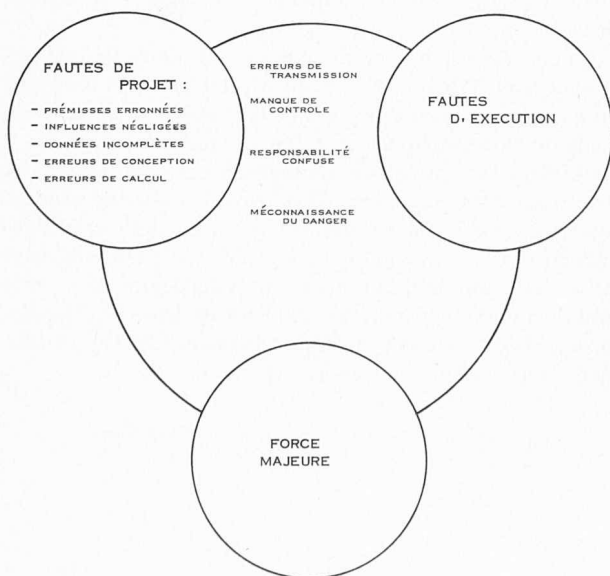 FAUTES DE
PROJET :
- PRÉMISSES ERRONNÉES
- INFLUENCES NÉGLIGÉES
- DONNÉES INCOMPLÈTES
- ERREURS DE CONCEPTION
- ERREURS DE CALCUL
ERREURS DE
TRANSMISSION
MANQUE DE
CONTROLE
RESPONSABILITÉ
CONFUSE
MÉCONNAISSANCE
DU DANGER
FAUTES
D'EXECUTION
FORCE
MAJEURE